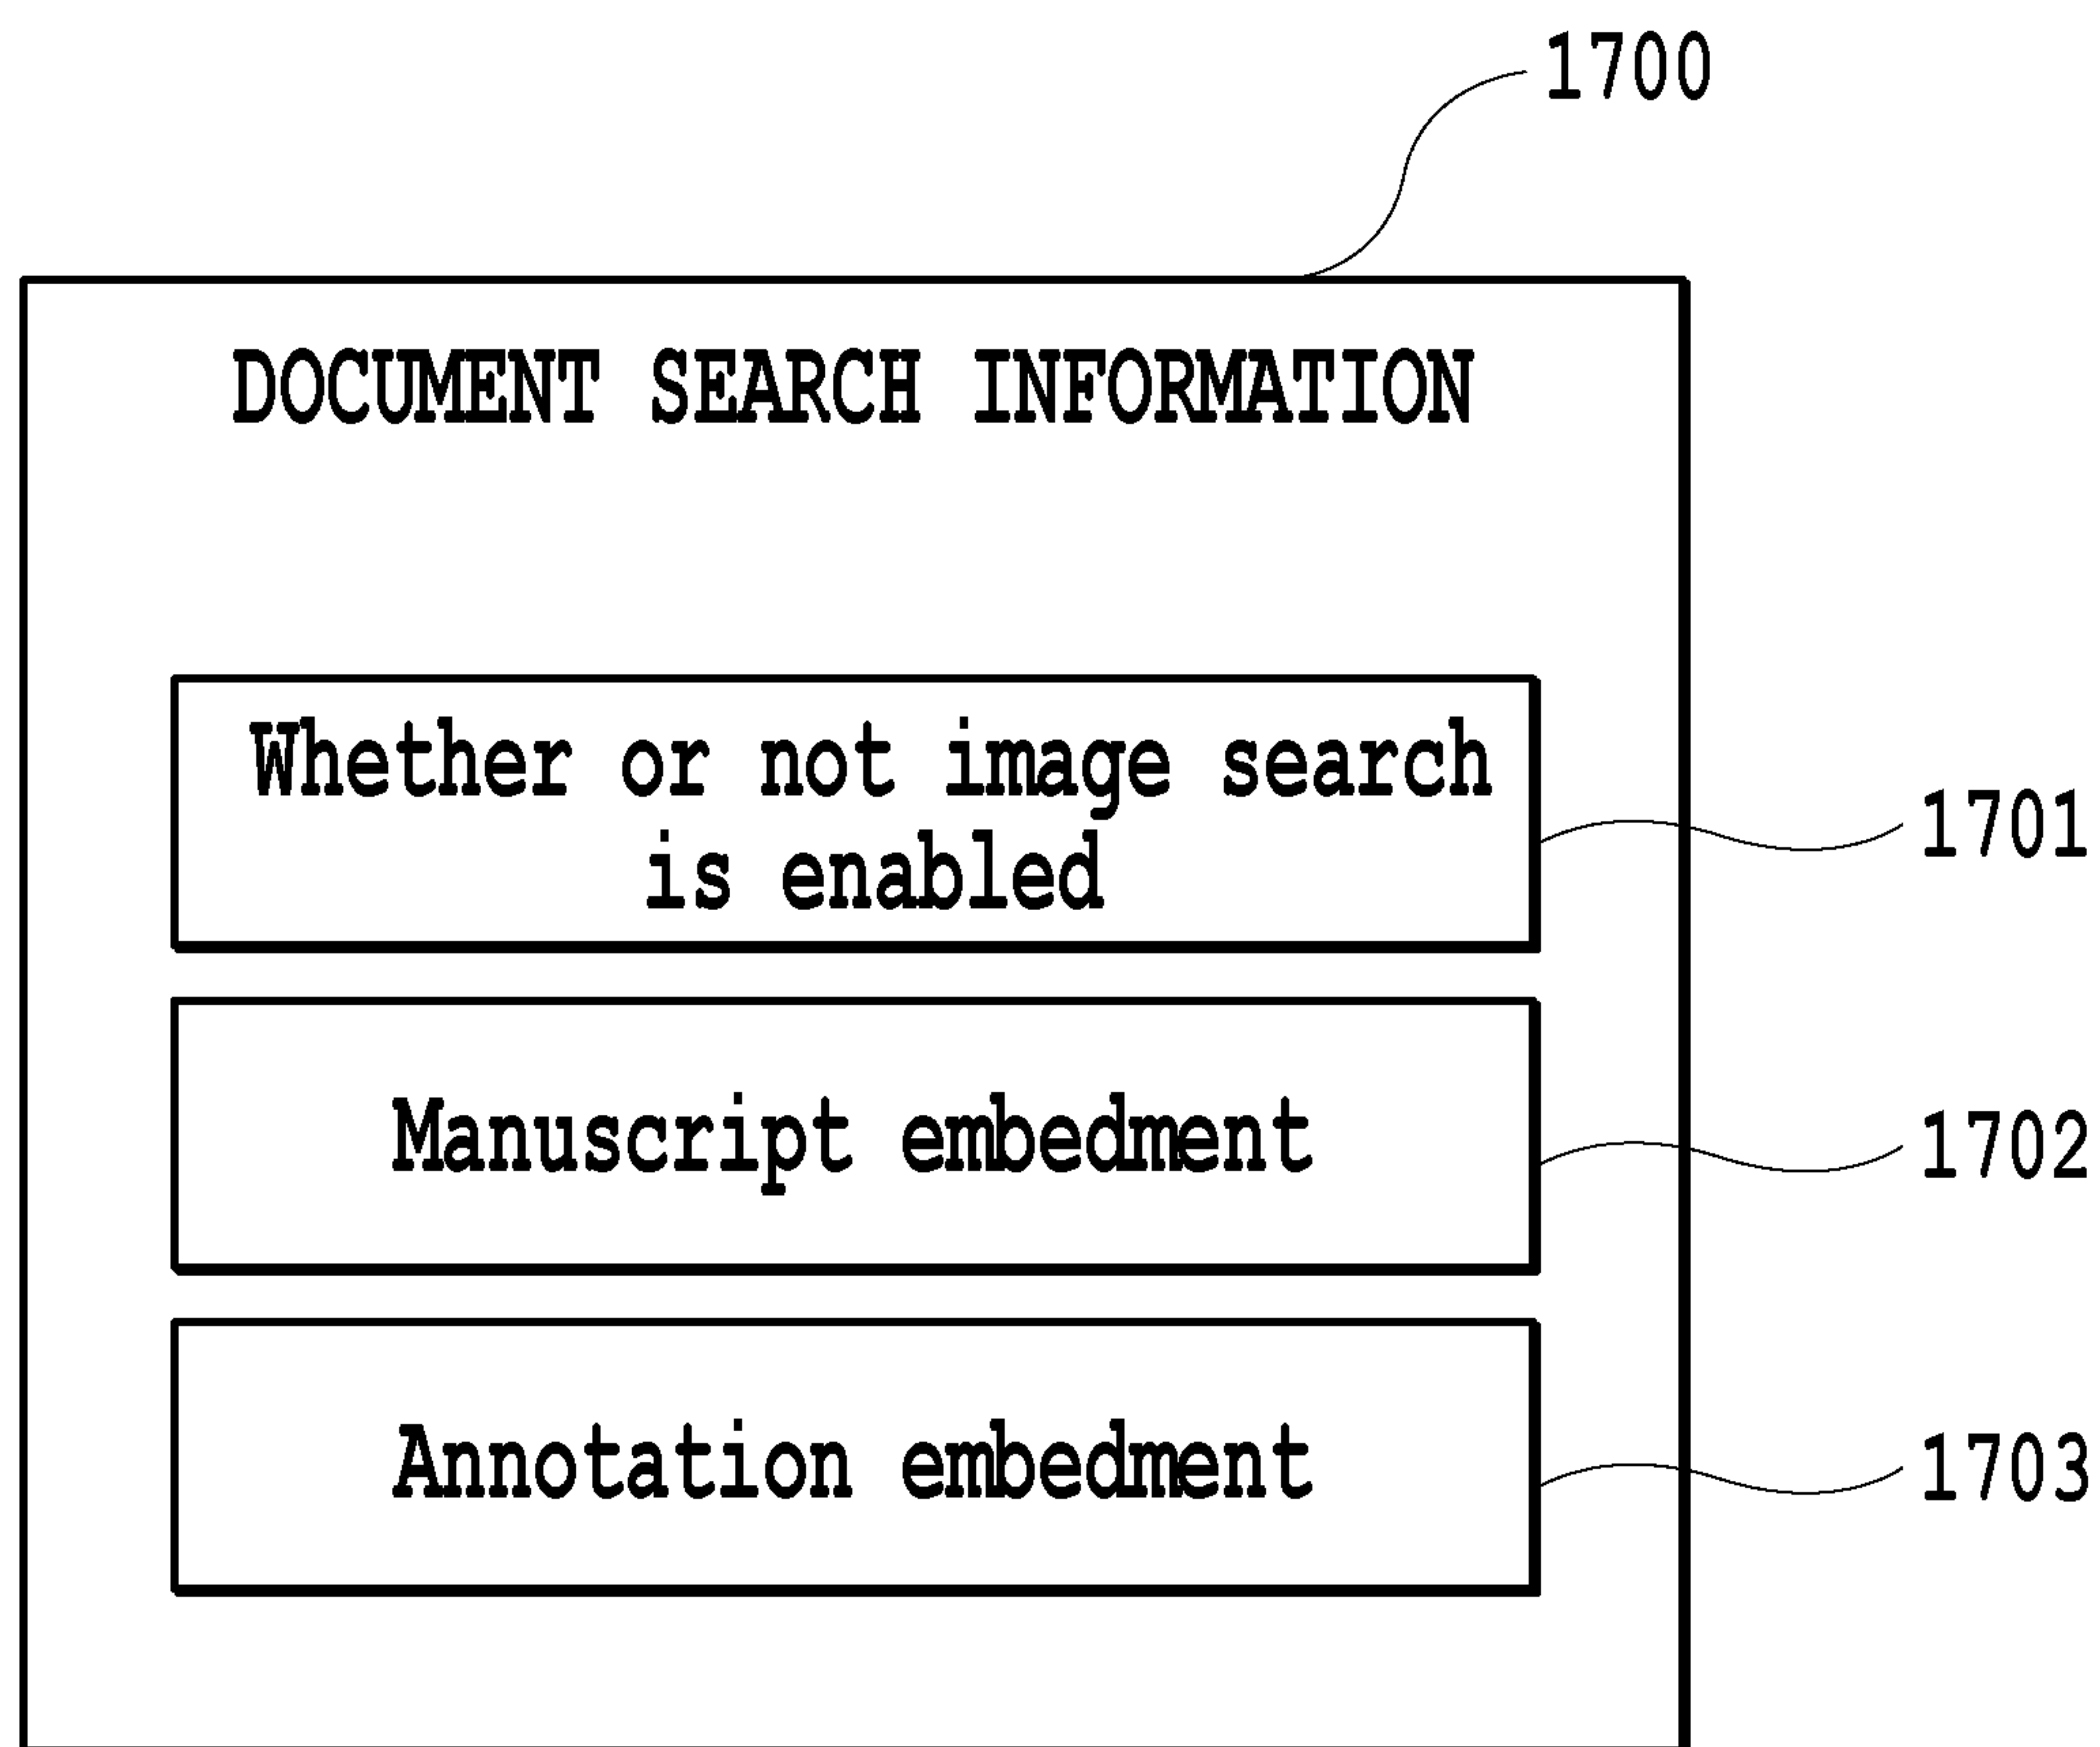 1700
DOCUMENT SEARCH INFORMATION
Whether or not image search
is enabled
1701
Manuscript embedment
1702
Annotation embedment
1703